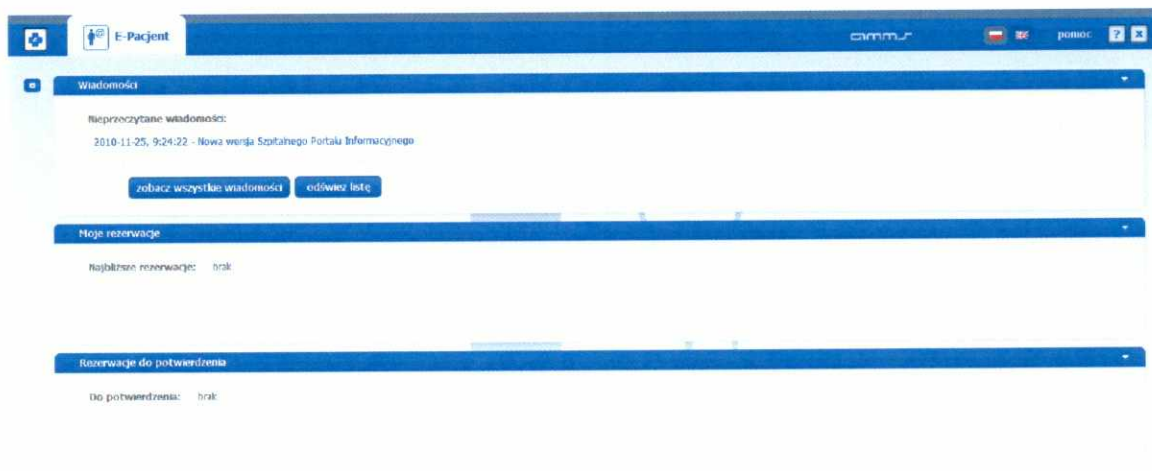 E-Pacjent
amms
pomoc ? x
Wiadomości
Nieprzeczytane wiadomości:
2010-11-25, 9:24:22 - Nowa wersja Szpitalnego Portalu Informacyjnego
zobacz wszystkie wiadomości odśwież listę
Moje rezerwacje
Najbliższe rezerwacje: brak
Rezerwacje do potwierdzenia
Do potwierdzenia: brak